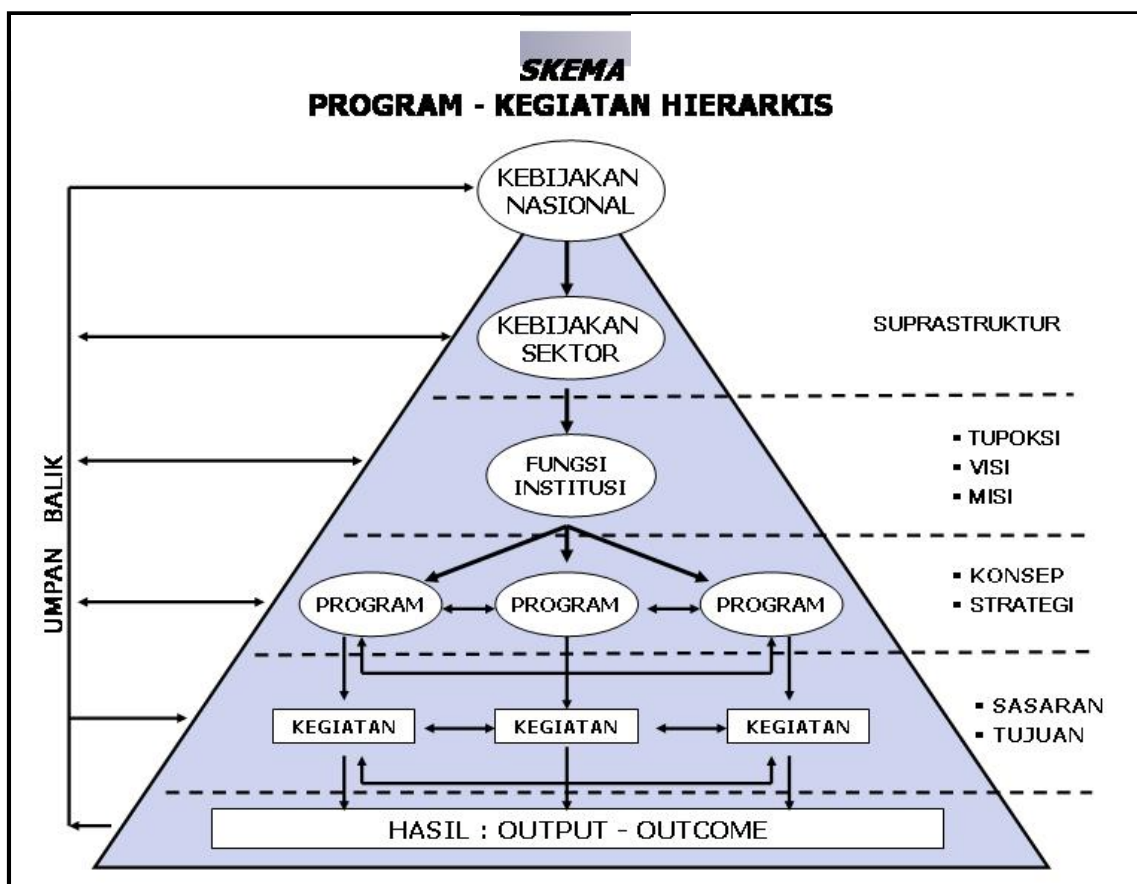 SKEMA
PROGRAM - KEGIATAN HIERARKIS
KEBIJAKAN
NASIONAL
KEBIJAKAN
SEKTOR
SUPRASTRUKTUR
FUNGSI
INSTITUSI
▪ TUPOKSI
▪ VISI
▪ MISI
UMPAN BALIK
PROGRAM
PROGRAM
PROGRAM
▪ KONSEP
▪ STRATEGI
KEGIATAN
KEGIATAN
KEGIATAN
▪ SASARAN
▪ TUJUAN
HASIL : OUTPUT - OUTCOME